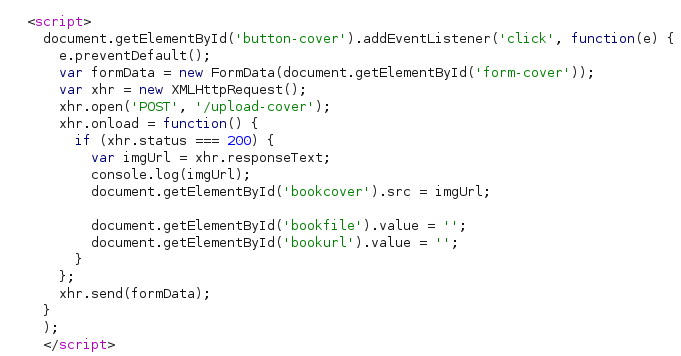 <script>
  document.getElementById('button-cover').addEventListener('click', function(e) {
    e.preventDefault();
    var formData = new FormData(document.getElementById('form-cover'));
    var xhr = new XMLHttpRequest();
    xhr.open('POST', '/upload-cover');
    xhr.onload = function() {
      if (xhr.status === 200) {
        var imgUrl = xhr.responseText;
        console.log(imgUrl);
        document.getElementById('bookcover').src = imgUrl;

        document.getElementById('bookfile').value = '';
        document.getElementById('bookurl').value = '';
      }
    };
    xhr.send(formData);
  }
  );
  </script>